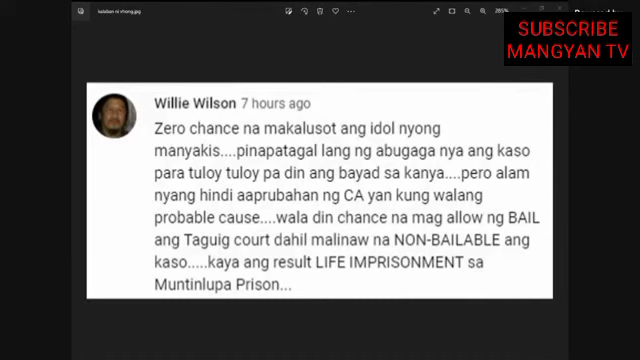 kalaban ni vhong.jpg
285%
SUBSCRIBE
MANGYAN TV
Willie Wilson 7 hours ago
Zero chance na makalusot ang idol nyong
manyakis....pinapatagal lang ng abugaga nya ang kaso
para tuloy tuloy pa din ang bayad sa kanya....pero alam
nyang hindi aaprubahan ng CA yan kung walang
probable cause....wala din chance na mag allow ng BAIL
ang Taguig court dahil malinaw na NON-BAILABLE ang
kaso.....kaya ang result LIFE IMPRISONMENT sa
Muntinlupa Prison...